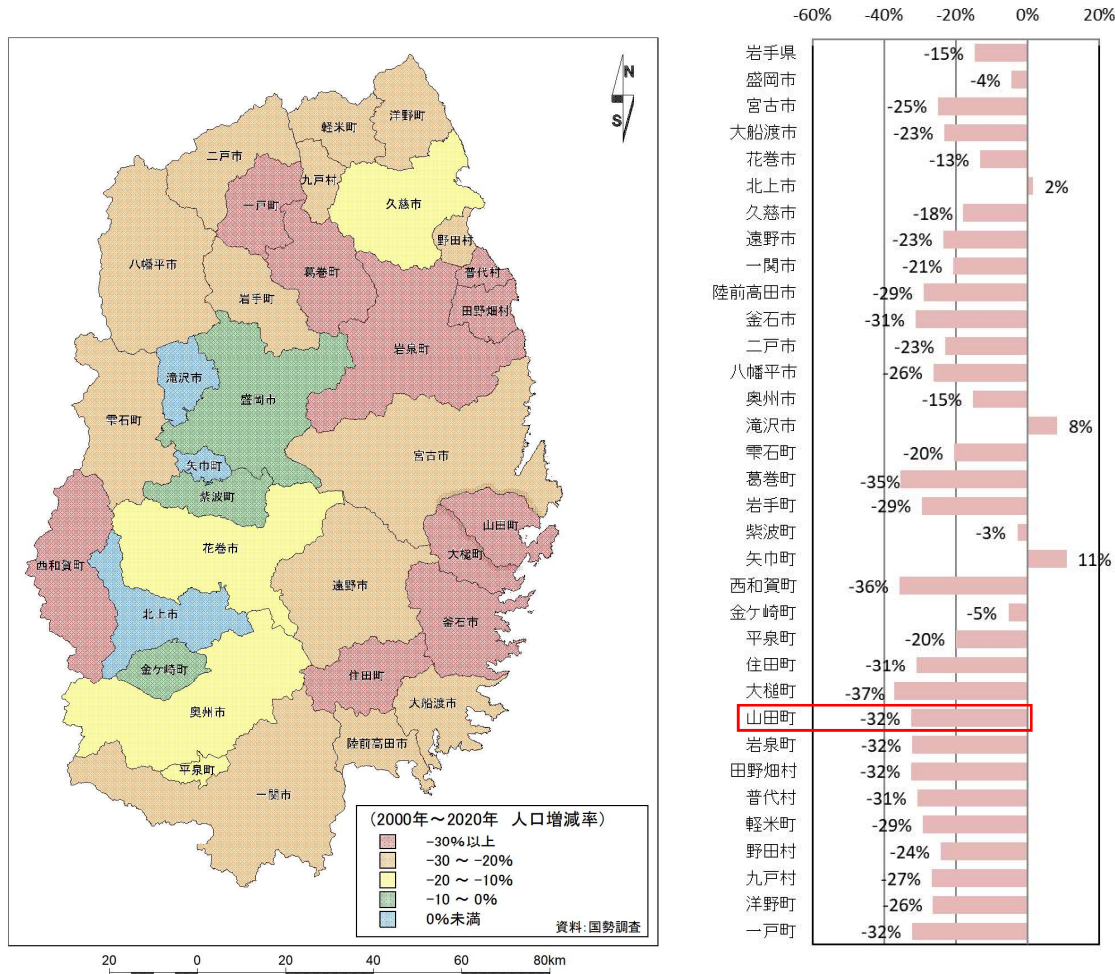 N
S
洋野町
軽米町
二戸市
九戸村
一戸町
久慈市
野田村
八幡平市
葛巻町
普代村
岩手町
田野畑村
岩泉町
滝沢市
盛岡市
雫石町
宮古市
矢巾町
紫波町
山田町
花巻市
大槌町
西和賀町
遠野市
北上市
釜石市
金ケ崎町
住田町
奥州市
大船渡市
陸前高田市
平泉町
一関市
(2000年～2020年 人口増減率)
-30%以上
-30 ～ -20%
-20 ～ -10%
-10 ～ 0%
0%未満
資料:国勢調査
20 0 20 40 60 80km
-60% -40% -20% 0% 20%
岩手県 -15%
盛岡市 -4%
宮古市 -25%
大船渡市 -23%
花巻市 -13%
北上市 2%
久慈市 -18%
遠野市 -23%
一関市 -21%
陸前高田市 -29%
釜石市 -31%
二戸市 -23%
八幡平市 -26%
奥州市 -15%
滝沢市 8%
雫石町 -20%
葛巻町 -35%
岩手町 -29%
紫波町 -3%
矢巾町 11%
西和賀町 -36%
金ケ崎町 -5%
平泉町 -20%
住田町 -31%
大槌町 -37%
山田町 -32%
岩泉町 -32%
田野畑村 -32%
普代村 -31%
軽米町 -29%
野田村 -24%
九戸村 -27%
洋野町 -26%
一戸町 -32%